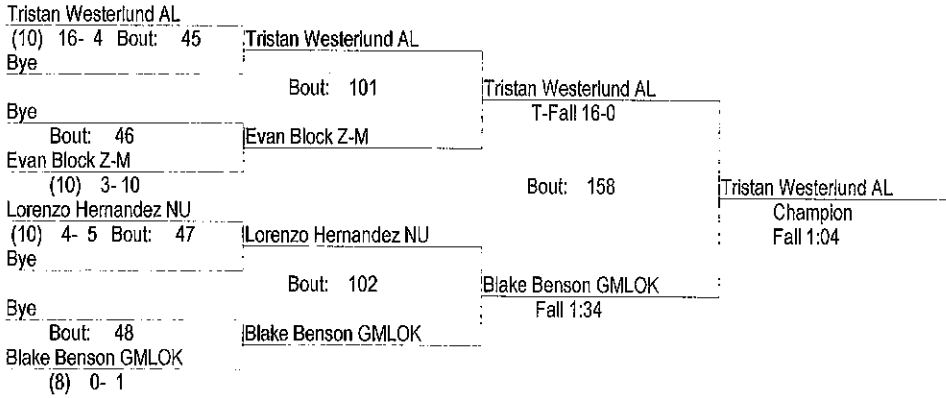 Tristan Westerlund AL
(10) 16- 4 Bout: 45
Bye
Bye
Bout: 46
Evan Block Z-M
(10) 3- 10
Lorenzo Hernandez NU
(10) 4- 5 Bout: 47
Bye
Bye
Bout: 48
Blake Benson GMLOK
(8) 0- 1
Tristan Westerlund AL
Bout: 101
Evan Block Z-M
Lorenzo Hernandez NU
Bout: 102
Blake Benson GMLOK
Tristan Westerlund AL
T-Fall 16-0
Bout: 158
Blake Benson GMLOK
Fall 1:34
Tristan Westerlund AL
Champion
Fall 1:04